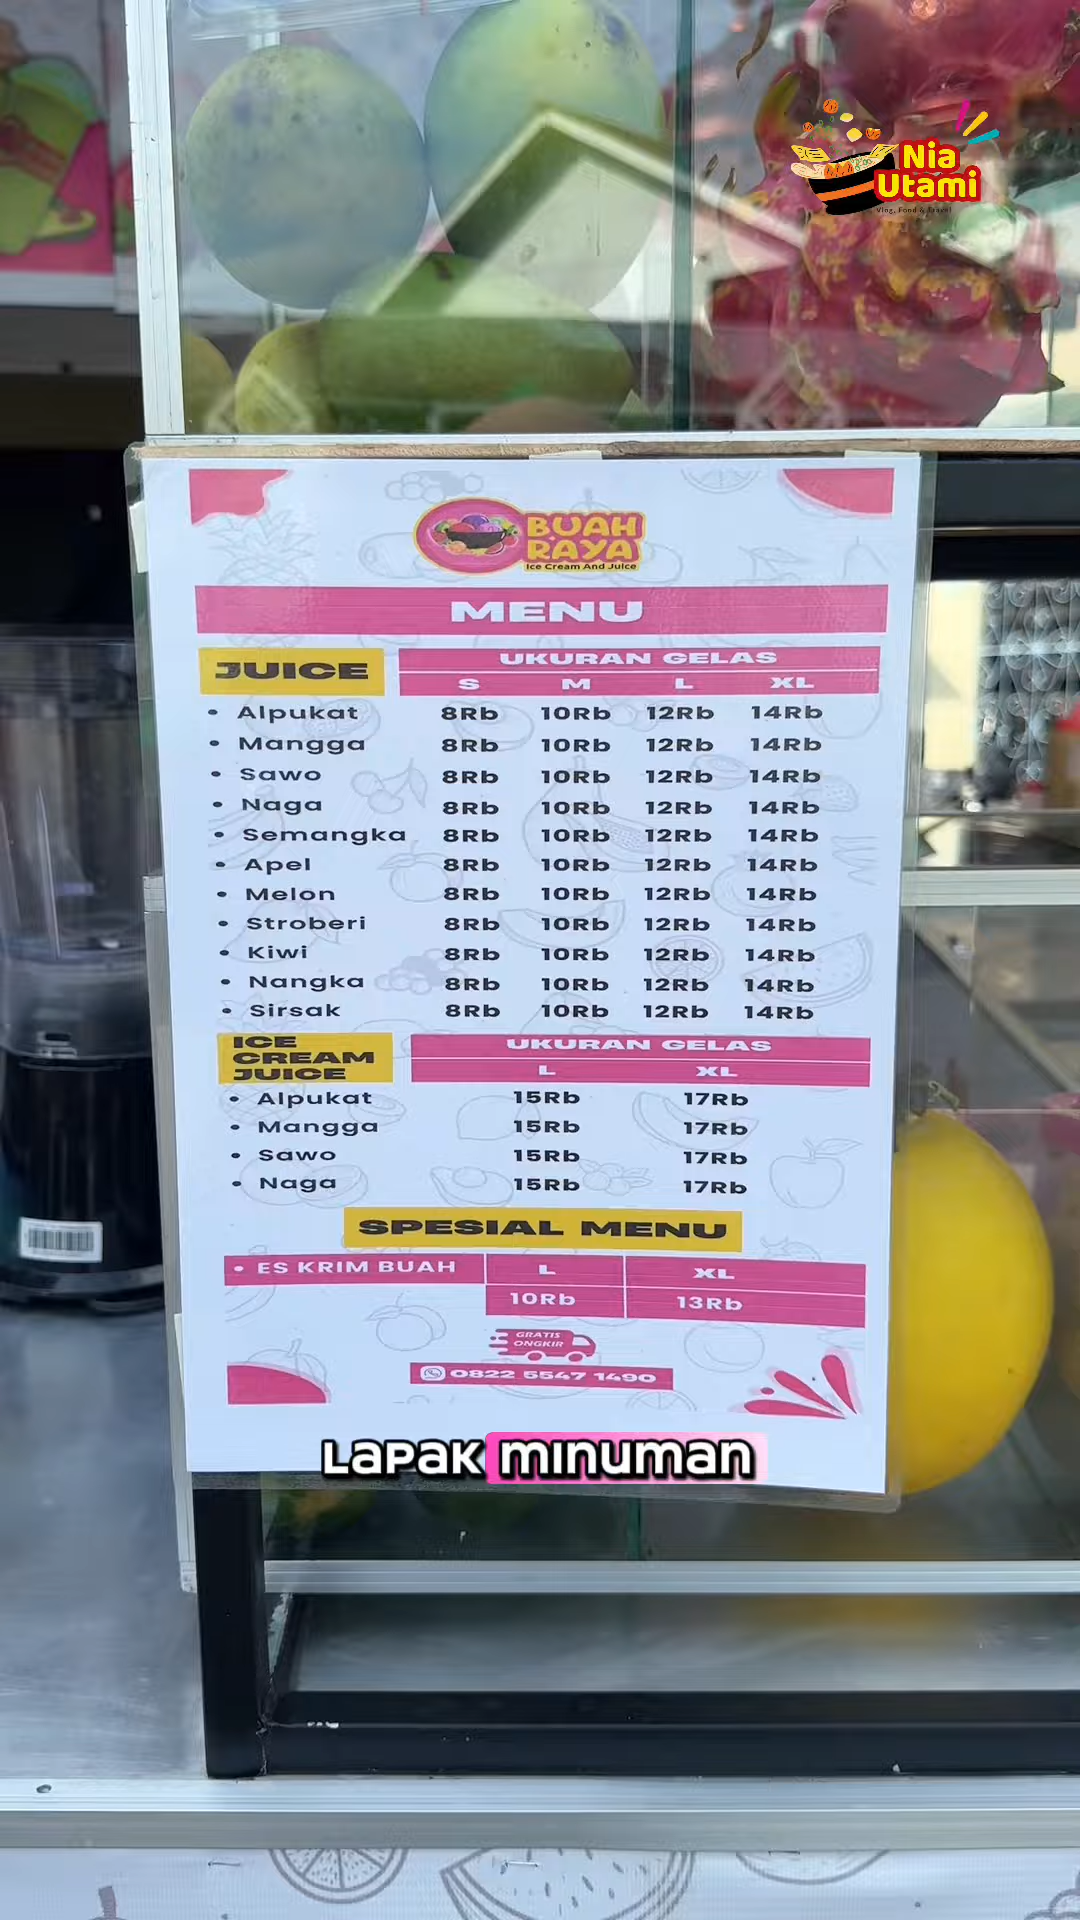 Nia
Utami
Vlog, Food & Travel
BUAH
RAYA
Ice Cream And Juice
MENU
JUICE UKURAN GELAS
S M L XL
• Alpukat 8Rb 10Rb 12Rb 14Rb
• Mangga 8Rb 10Rb 12Rb 14Rb
• Sawo 8Rb 10Rb 12Rb 14Rb
• Naga 8Rb 10Rb 12Rb 14Rb
• Semangka 8Rb 10Rb 12Rb 14Rb
• Apel 8Rb 10Rb 12Rb 14Rb
• Melon 8Rb 10Rb 12Rb 14Rb
• Stroberi 8Rb 10Rb 12Rb 14Rb
• Kiwi 8Rb 10Rb 12Rb 14Rb
• Nangka 8Rb 10Rb 12Rb 14Rb
• Sirsak 8Rb 10Rb 12Rb 14Rb
ICE
CREAM
JUICE
UKURAN GELAS
L XL
• Alpukat 15Rb 17Rb
• Mangga 15Rb 17Rb
• Sawo 15Rb 17Rb
• Naga 15Rb 17Rb
SPESIAL MENU
• ES KRIM BUAH L XL
10Rb 13Rb
GRATIS
ONGKIR
0822 5547 1490
LAPAK MINUMAN